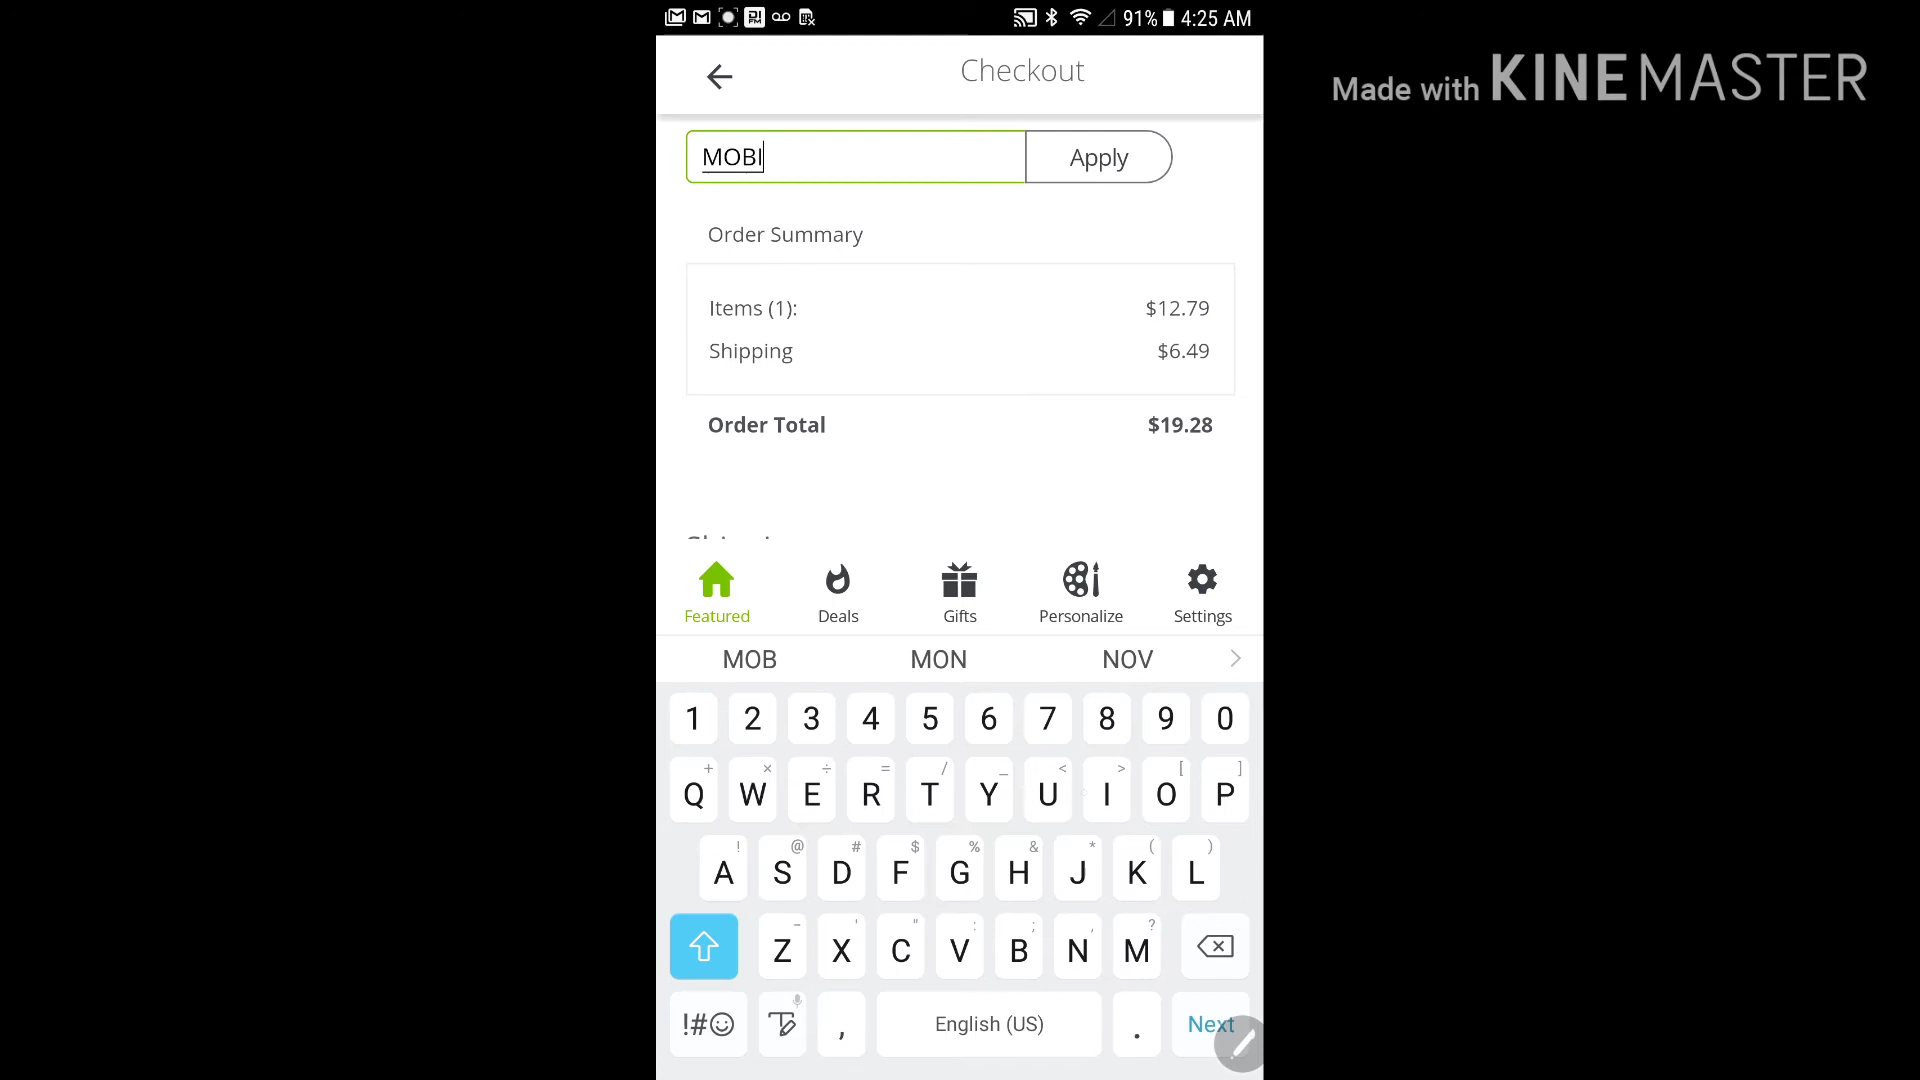 91% 4:25 AM
Checkout
Made with KINEMASTER
MOBI
Apply
Order Summary
Items (1): $12.79
Shipping $6.49
Order Total $19.28
Featured Deals Gifts Personalize Settings
MOB MON NOV
1 2 3 4 5 6 7 8 9 0
+ × ÷ = / _ < > [ ]
Q W E R T Y U I O P
! @ # $ % & * ( )
A S D F G H J K L
- ' " : ; , ?
Z X C V B N M
!# , English (US) . Next